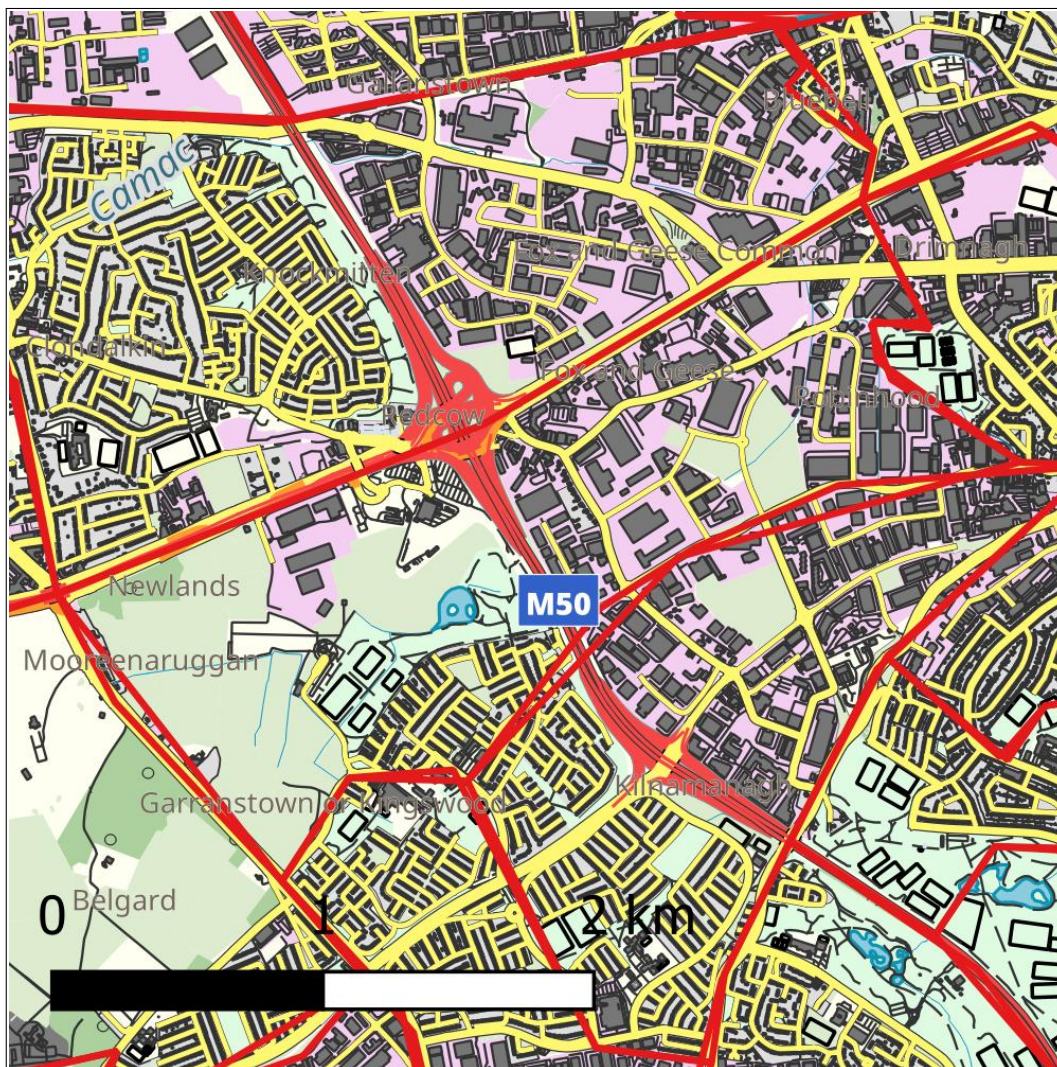 Gallanstown
Bluebell
Camac
Knockmitten
Fox and Geese Common
Drimnagh
Clondalkin
Fox and Geese
Robinhood
Redcow
Newlands
M50
Mooreenaruggan
Kilnamanagh
Garranstown or Kingswood
Belgard
0 1 2 km